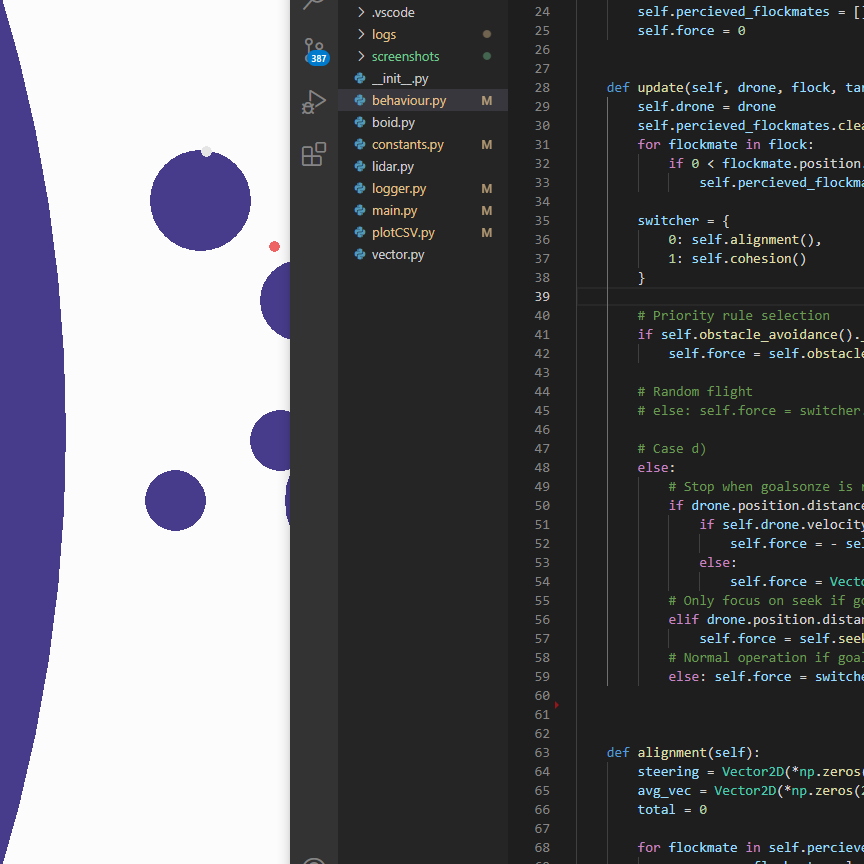 .vscode
logs
screenshots
387
__init__.py
behaviour.py M
boid.py
constants.py M
lidar.py
logger.py M
main.py M
plotCSV.py M
vector.py
24 self.percieved_flockmates = []
25 self.force = 0
26
27
28 def update(self, drone, flock, tar
29 self.drone = drone
30 self.percieved_flockmates.clea
31 for flockmate in flock:
32 if 0 < flockmate.position.
33 self.percieved_flockma
34
35 switcher = {
36 0: self.alignment(),
37 1: self.cohesion()
38 }
39
40 # Priority rule selection
41 if self.obstacle_avoidance()._
42 self.force = self.obstacle
43
44 # Random flight
45 # else: self.force = switcher.
46
47 # Case d)
48 else:
49 # Stop when goalsonze is r
50 if drone.position.distance
51 if self.drone.velocity
52 self.force = - sel
53 else:
54 self.force = Vecto
55 # Only focus on seek if go
56 elif drone.position.distan
57 self.force = self.seek
58 # Normal operation if goal
59 else: self.force = switche
60
61
62
63 def alignment(self):
64 steering = Vector2D(*np.zeros(
65 avg_vec = Vector2D(*np.zeros(2
66 total = 0
67
68 for flockmate in self.percieve